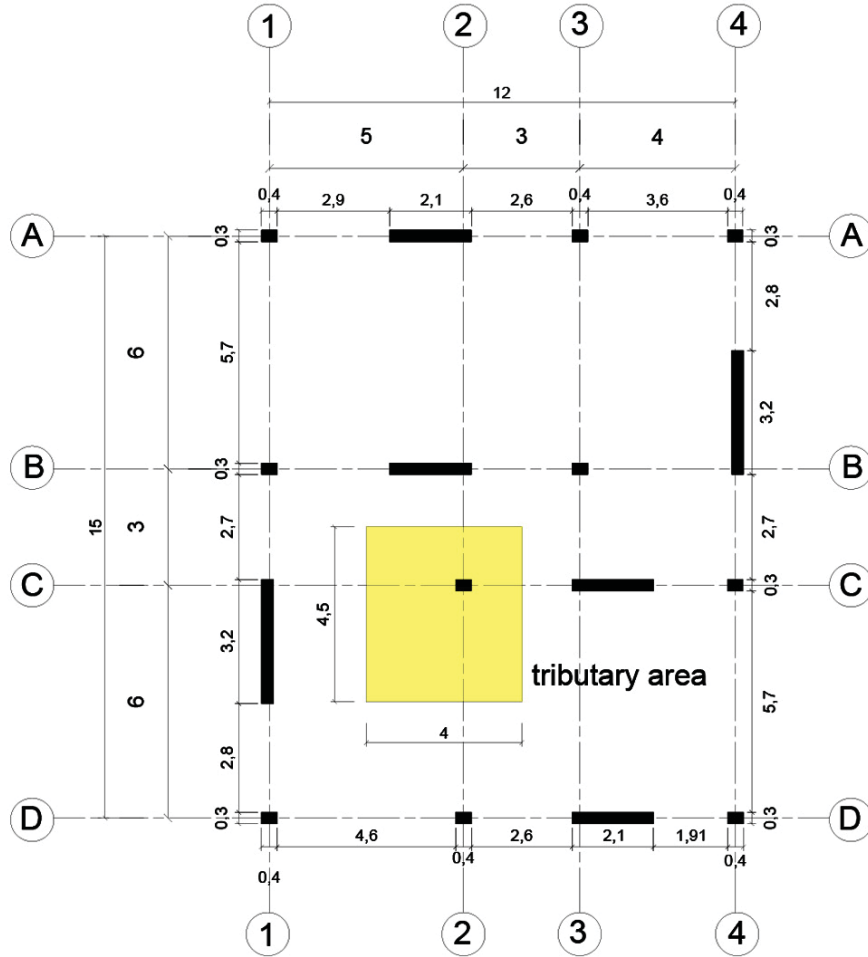 1 2 3 4
12
5 3 4
0,4 2,9 2,1 2,6 0,4 3,6 0,4
A 0,3 0,3 A
2,8
6 5,7
3,2
B 0,3 B
15 3 2,7 2,7
C 0,3 C
4,5
3,2
tributary area
6 5,7
4
2,8
D 0,3 0,3 D
4,6 0,4 2,6 2,1 1,91 0,4
0,4
1 2 3 4